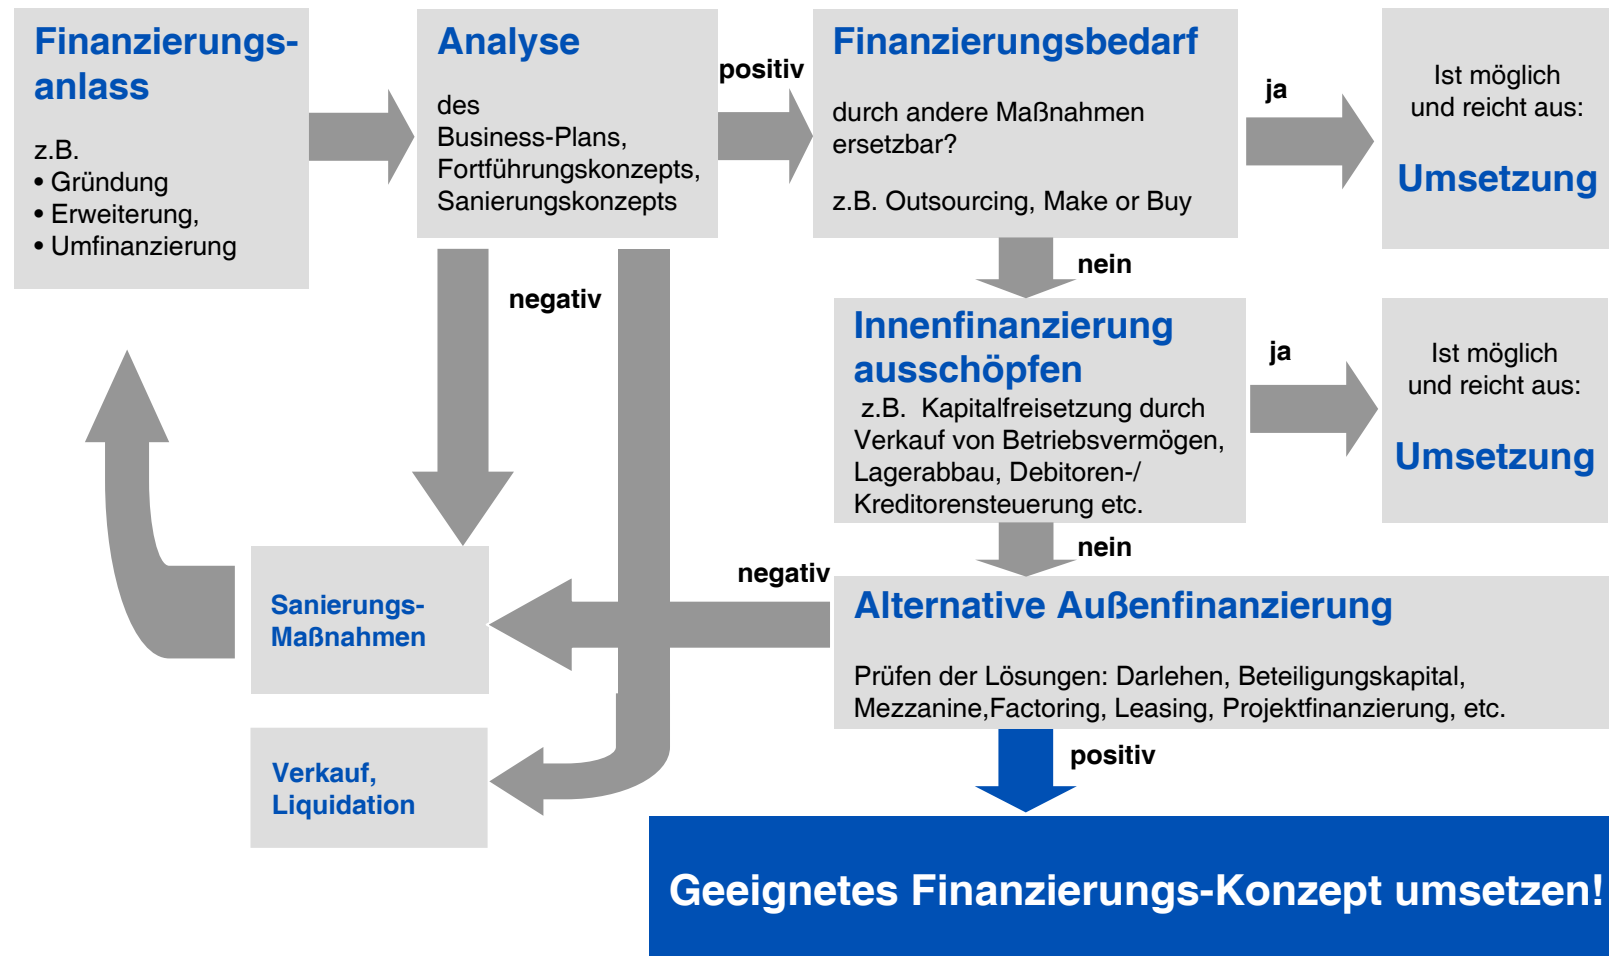 Finanzierungs-
anlass
z.B.
• Gründung
• Erweiterung,
• Umfinanzierung
Analyse
des
Business-Plans,
Fortführungskonzepts,
Sanierungskonzepts
positiv
Finanzierungsbedarf
durch andere Maßnahmen
ersetzbar?
z.B. Outsourcing, Make or Buy
ja
Ist möglich
und reicht aus:
Umsetzung
negativ
nein
Innenfinanzierung
ausschöpfen
z.B.  Kapitalfreisetzung durch
Verkauf von Betriebsvermögen,
Lagerabbau, Debitoren-/
Kreditorensteuerung etc.
ja
Ist möglich
und reicht aus:
Umsetzung
nein
negativ
Alternative Außenfinanzierung
Prüfen der Lösungen: Darlehen, Beteiligungskapital,
Mezzanine,Factoring, Leasing, Projektfinanzierung, etc.
Sanierungs-
Maßnahmen
Verkauf,
Liquidation
positiv
Geeignetes Finanzierungs-Konzept umsetzen!